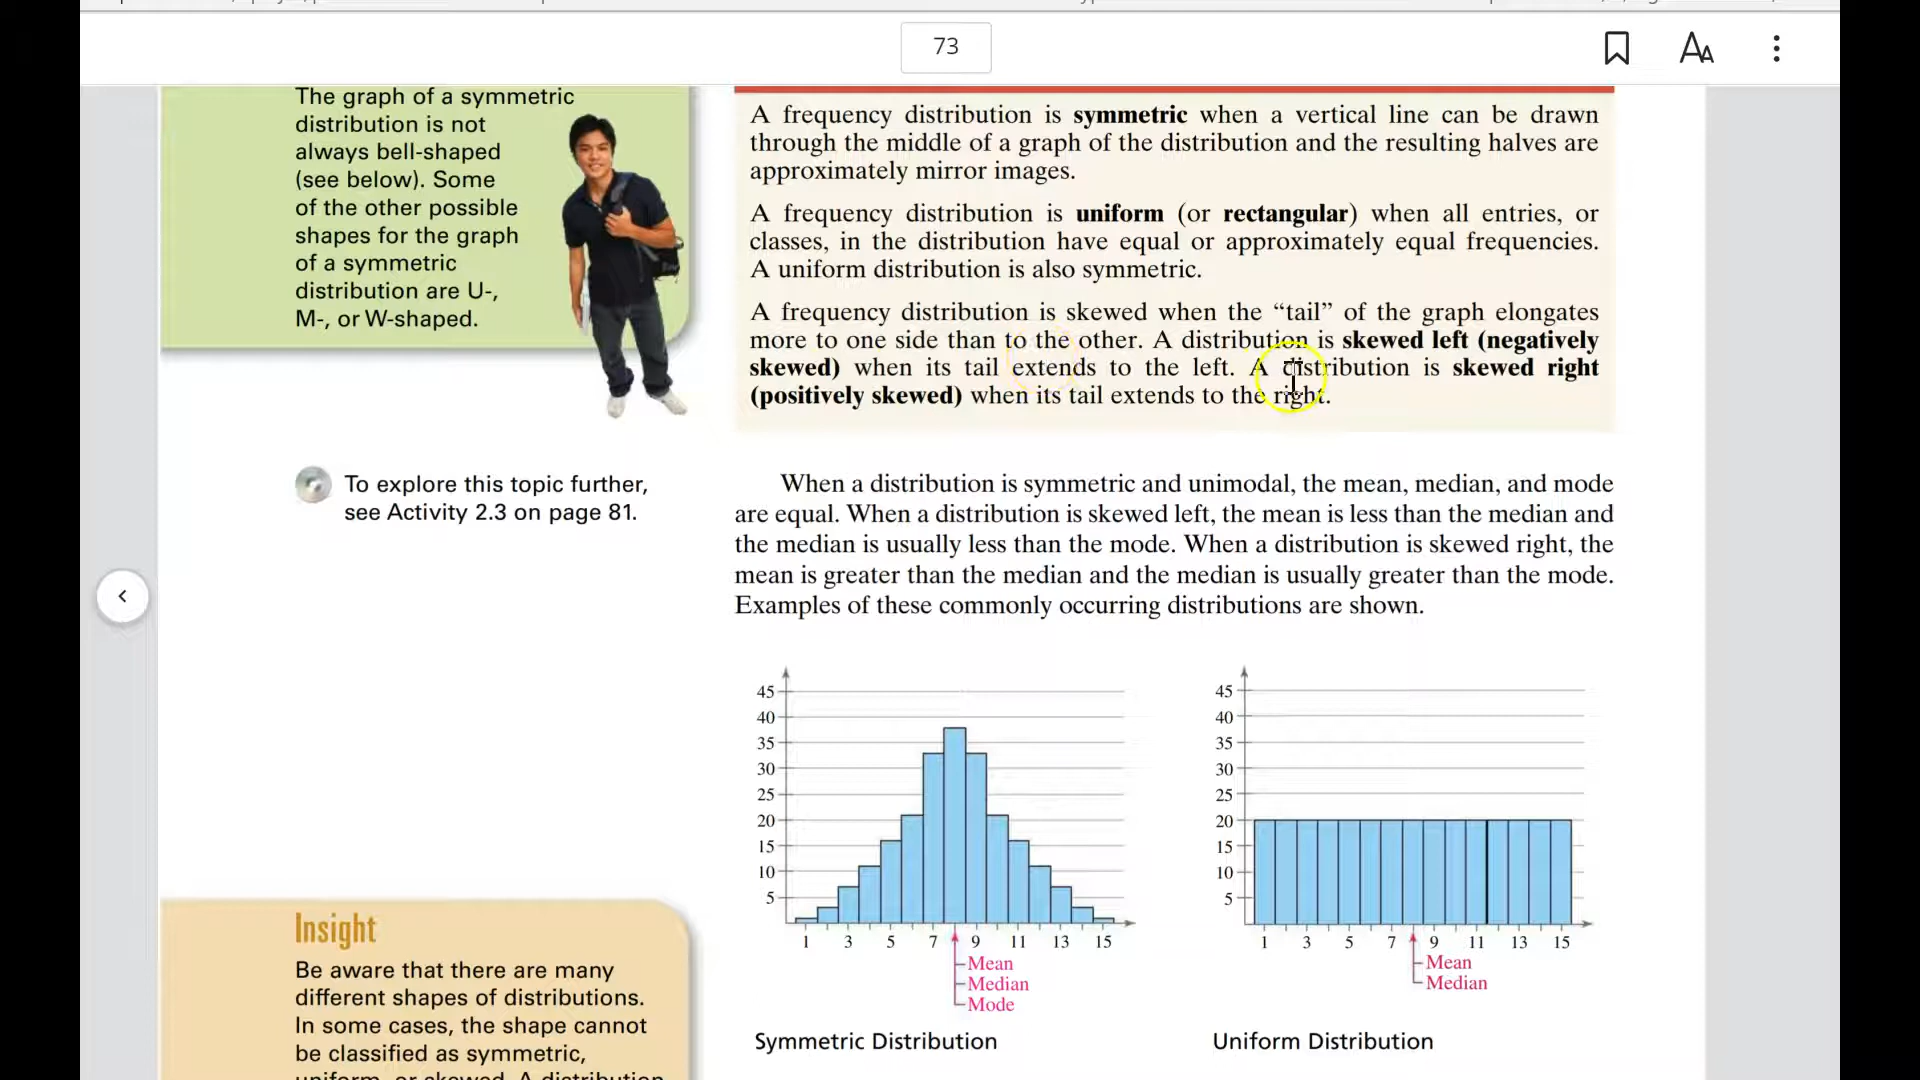 73
AA
The graph of a symmetric
distribution is not
always bell-shaped
(see below). Some
of the other possible
shapes for the graph
of a symmetric
distribution are U-,
M-, or W-shaped.
A frequency distribution is symmetric when a vertical line can be drawn
through the middle of a graph of the distribution and the resulting halves are
approximately mirror images.
A frequency distribution is uniform (or rectangular) when all entries, or
classes, in the distribution have equal or approximately equal frequencies.
A uniform distribution is also symmetric.
A frequency distribution is skewed when the “tail” of the graph elongates
more to one side than to the other. A distribution is skewed left (negatively
skewed) when its tail extends to the left. A distribution is skewed right
(positively skewed) when its tail extends to the right.
To explore this topic further,
see Activity 2.3 on page 81.
When a distribution is symmetric and unimodal, the mean, median, and mode
are equal. When a distribution is skewed left, the mean is less than the median and
the median is usually less than the mode. When a distribution is skewed right, the
mean is greater than the median and the median is usually greater than the mode.
Examples of these commonly occurring distributions are shown.
45
40
35
30
25
20
15
10
5
1 3 5 7 9 11 13 15
Mean
Median
Mode
Symmetric Distribution
45
40
35
30
25
20
15
10
5
1 3 5 7 9 11 13 15
Mean
Median
Uniform Distribution
Insight
Be aware that there are many
different shapes of distributions.
In some cases, the shape cannot
be classified as symmetric,
uniform, or skewed. A distribution